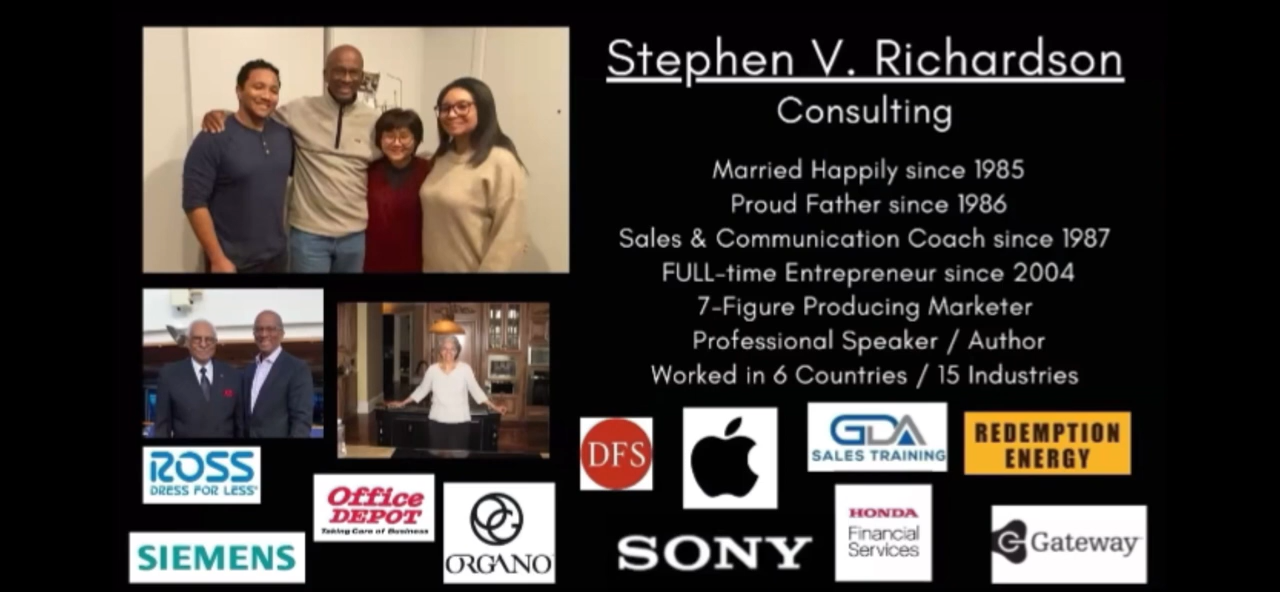 Stephen V. Richardson
Consulting
Married Happily since 1985
Proud Father since 1986
Sales & Communication Coach since 1987
FULL-time Entrepreneur since 2004
7-Figure Producing Marketer
Professional Speaker / Author
Worked in 6 Countries / 15 Industries
DFS
GDA
SALES TRAINING
REDEMPTION
ENERGY
ROSS
DRESS FOR LESS
Office
DEPOT
Taking Care of Business
OG
ORGANO
HONDA
Financial
Services
SIEMENS
SONY
G Gateway